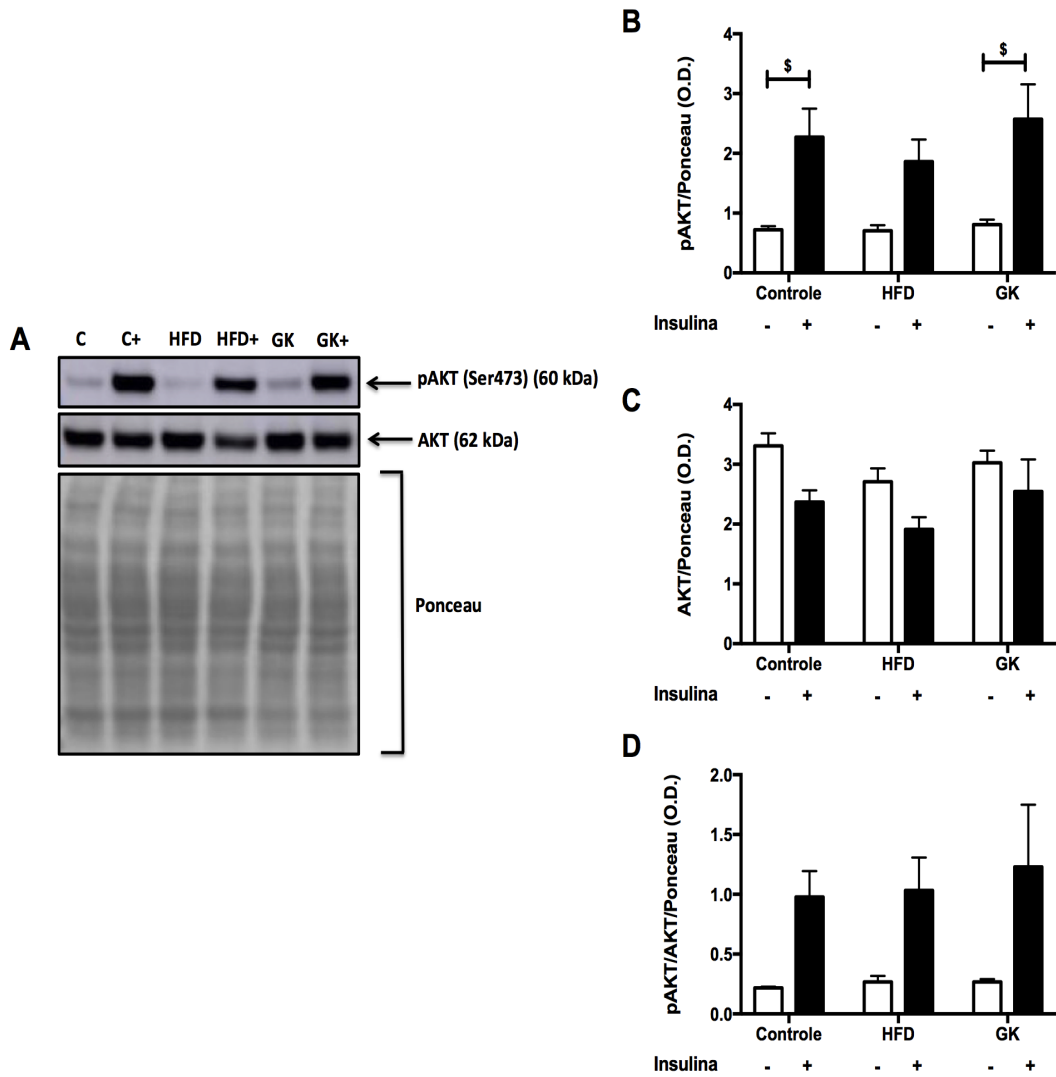 A
C C+ HFD HFD+ GK GK+
pAKT (Ser473) (60 kDa)
AKT (62 kDa)
Ponceau
B
pAKT/Ponceau (O.D.)
4
3
2
1
0
$ $
Controle HFD GK
Insulina - + - + - +
C
AKT/Ponceau (O.D.)
4
3
2
1
0
Controle HFD GK
Insulina - + - + - +
D
pAKT/AKT/Ponceau (O.D.)
2.0
1.5
1.0
0.5
0.0
Controle HFD GK
Insulina - + - + - +